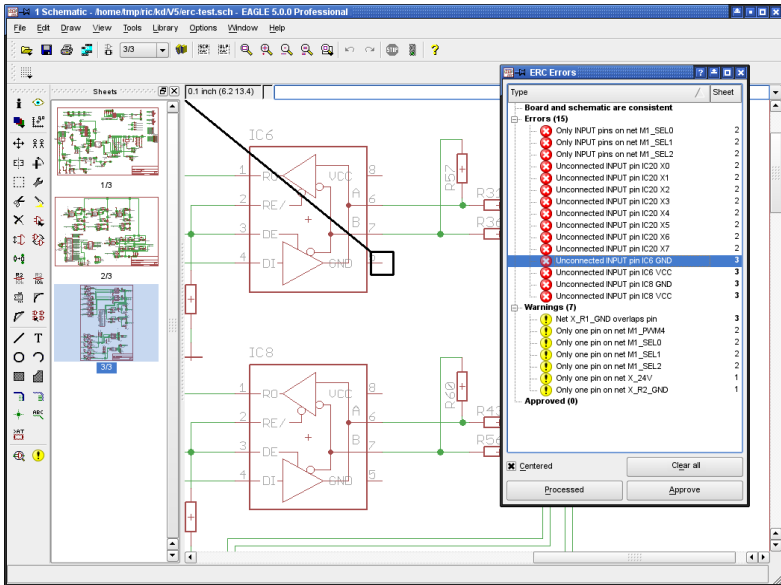 1 Schematic - /home/tmp/ric/kd/V5/erc-test.sch - EAGLE 5.0.0 Professional
File Edit Draw View Tools Library Options Window Help
3/3
Sheets
1/3
2/3
3/3
0.1 inch (6.2 13.4)
IC6
1 RO VCC 8
2 RE/ A 6
3 DE B 7
4 DI GND
R57
R3
R36
IC8
1 RO VCC 8
2 RE/ A 6
3 DE B 7
4 DI GND 5
R60
R43
R56
ERC Errors
Type Sheet
Board and schematic are consistent
Errors (15)
Only INPUT pins on net M1_SEL0 2
Only INPUT pins on net M1_SEL1 2
Only INPUT pins on net M1_SEL2 2
Unconnected INPUT pin IC20 X0 2
Unconnected INPUT pin IC20 X1 2
Unconnected INPUT pin IC20 X2 2
Unconnected INPUT pin IC20 X3 2
Unconnected INPUT pin IC20 X4 2
Unconnected INPUT pin IC20 X5 2
Unconnected INPUT pin IC20 X6 2
Unconnected INPUT pin IC20 X7 2
Unconnected INPUT pin IC6 GND 3
Unconnected INPUT pin IC6 VCC 3
Unconnected INPUT pin IC8 GND 3
Unconnected INPUT pin IC8 VCC 3
Warnings (7)
Net X_R1_GND overlaps pin 3
Only one pin on net M1_PWM4 2
Only one pin on net M1_SEL0 2
Only one pin on net M1_SEL1 2
Only one pin on net M1_SEL2 2
Only one pin on net X_24V 1
Only one pin on net X_R2_GND 1
Approved (0)
Centered
Clear all
Processed
Approve